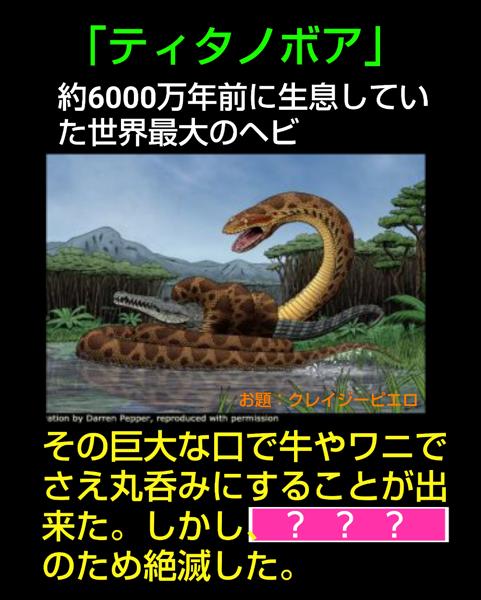 「ティタノボア」
約6000万年前に生息してい
た世界最大のヘビ
お題：クレイジーピエロ
ation by Darren Pepper, reproduced with permission
その巨大な口で牛やワニで
さえ丸呑みにすることが出
来た。しかし、？ ？ ？
のため絶滅した。